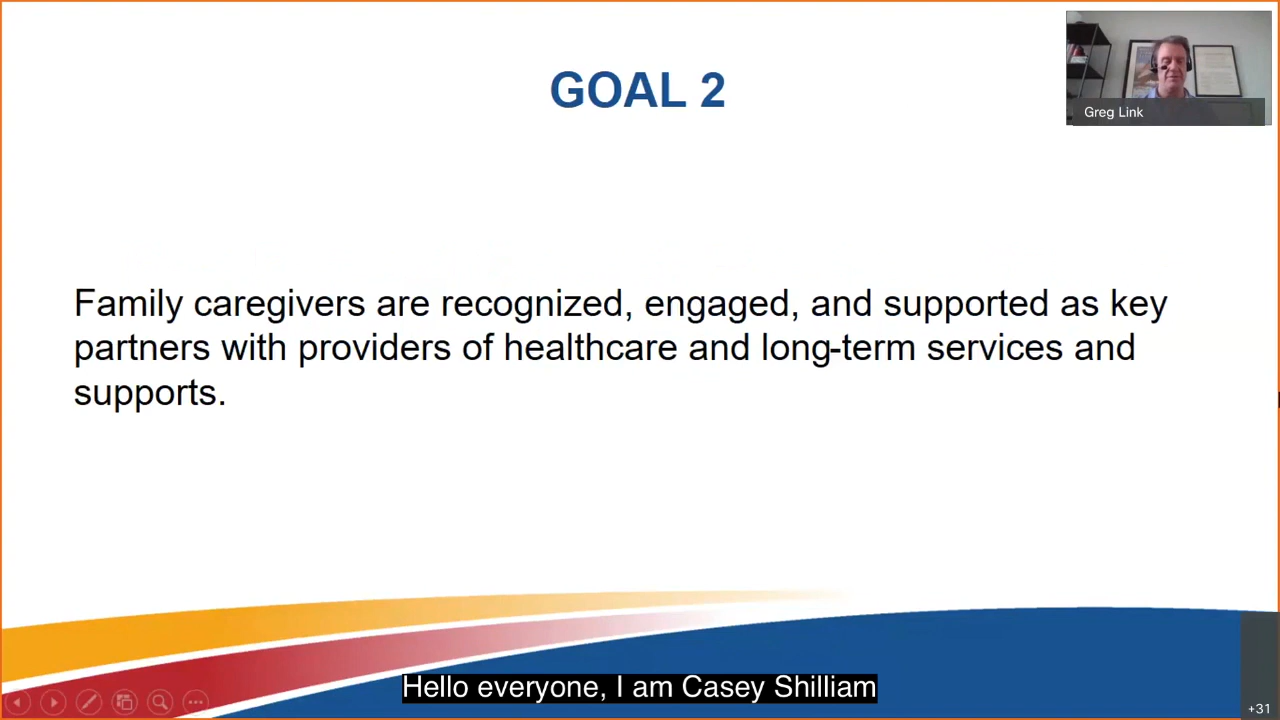 GOAL 2
Greg Link
Family caregivers are recognized, engaged, and supported as key
partners with providers of healthcare and long-term services and
supports.
Hello everyone, I am Casey Shilliam
+31